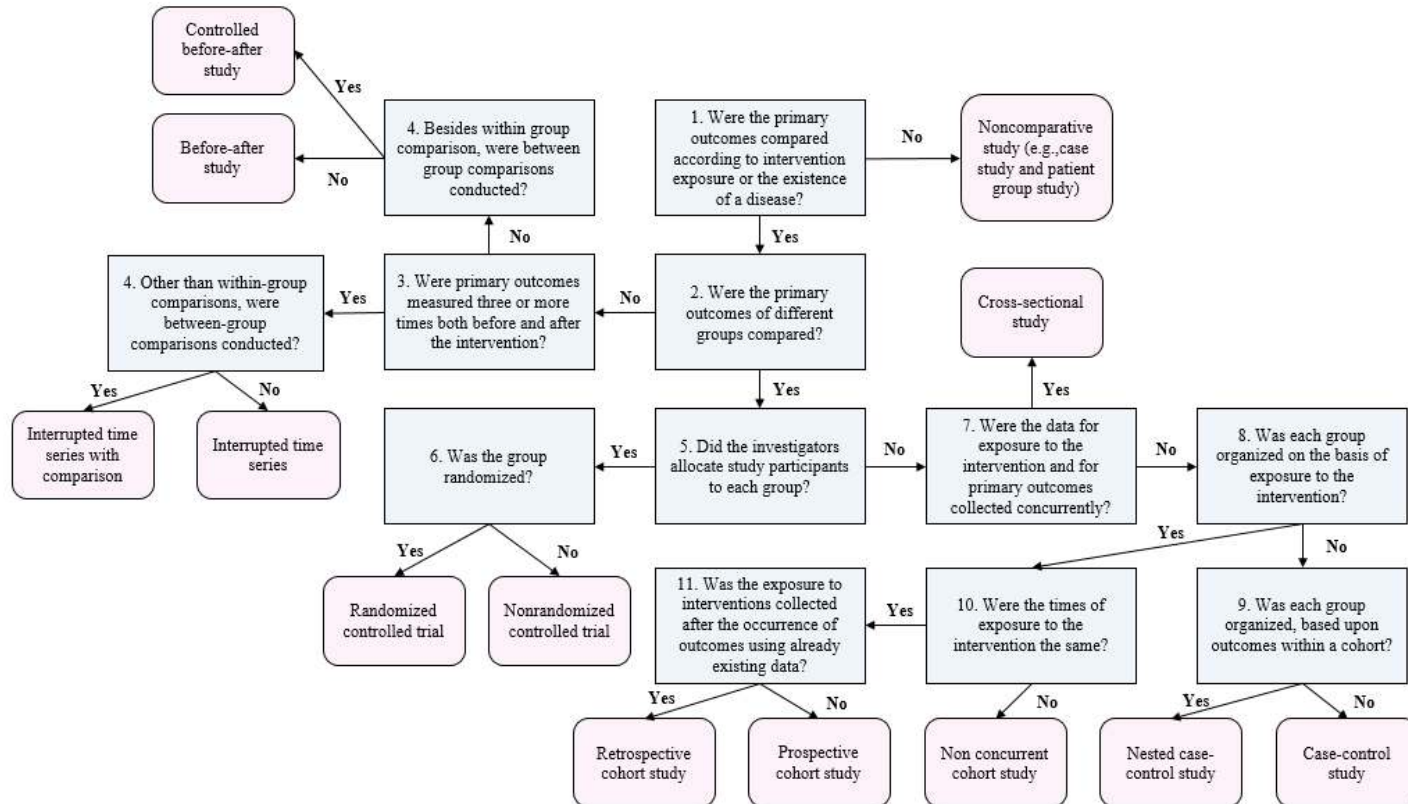 Controlled
before-after
study
Yes
Before-after
study
No
4. Besides within group
comparison, were between
group comparisons
conducted?
1. Were the primary
outcomes compared
according to intervention
exposure or the existence
of a disease?
No
Noncomparative
study (e.g.,case
study and patient
group study)
No
Yes
4. Other than within-group
comparisons, were
between-group
comparisons conducted?
Yes
3. Were primary outcomes
measured three or more
times both before and after
the intervention?
No
2. Were the primary
outcomes of different
groups compared?
Cross-sectional
study
Yes
No
Yes
Yes
Interrupted time
series with
comparison
Interrupted time
series
6. Was the group
randomized?
Yes
5. Did the investigators
allocate study participants
to each group?
No
7. Were the data for
exposure to the
intervention and for
primary outcomes
collected concurrently?
No
8. Was each group
organized on the basis of
exposure to the
intervention?
Yes
No
Yes
No
Randomized
controlled trial
Nonrandomized
controlled trial
11. Was the exposure to
interventions collected
after the occurrence of
outcomes using already
existing data?
Yes
10. Were the times of
exposure to the
intervention the same?
9. Was each group
organized, based upon
outcomes within a cohort?
Yes
No
No
Yes
No
Retrospective
cohort study
Prospective
cohort study
Non concurrent
cohort study
Nested case-
control study
Case-control
study